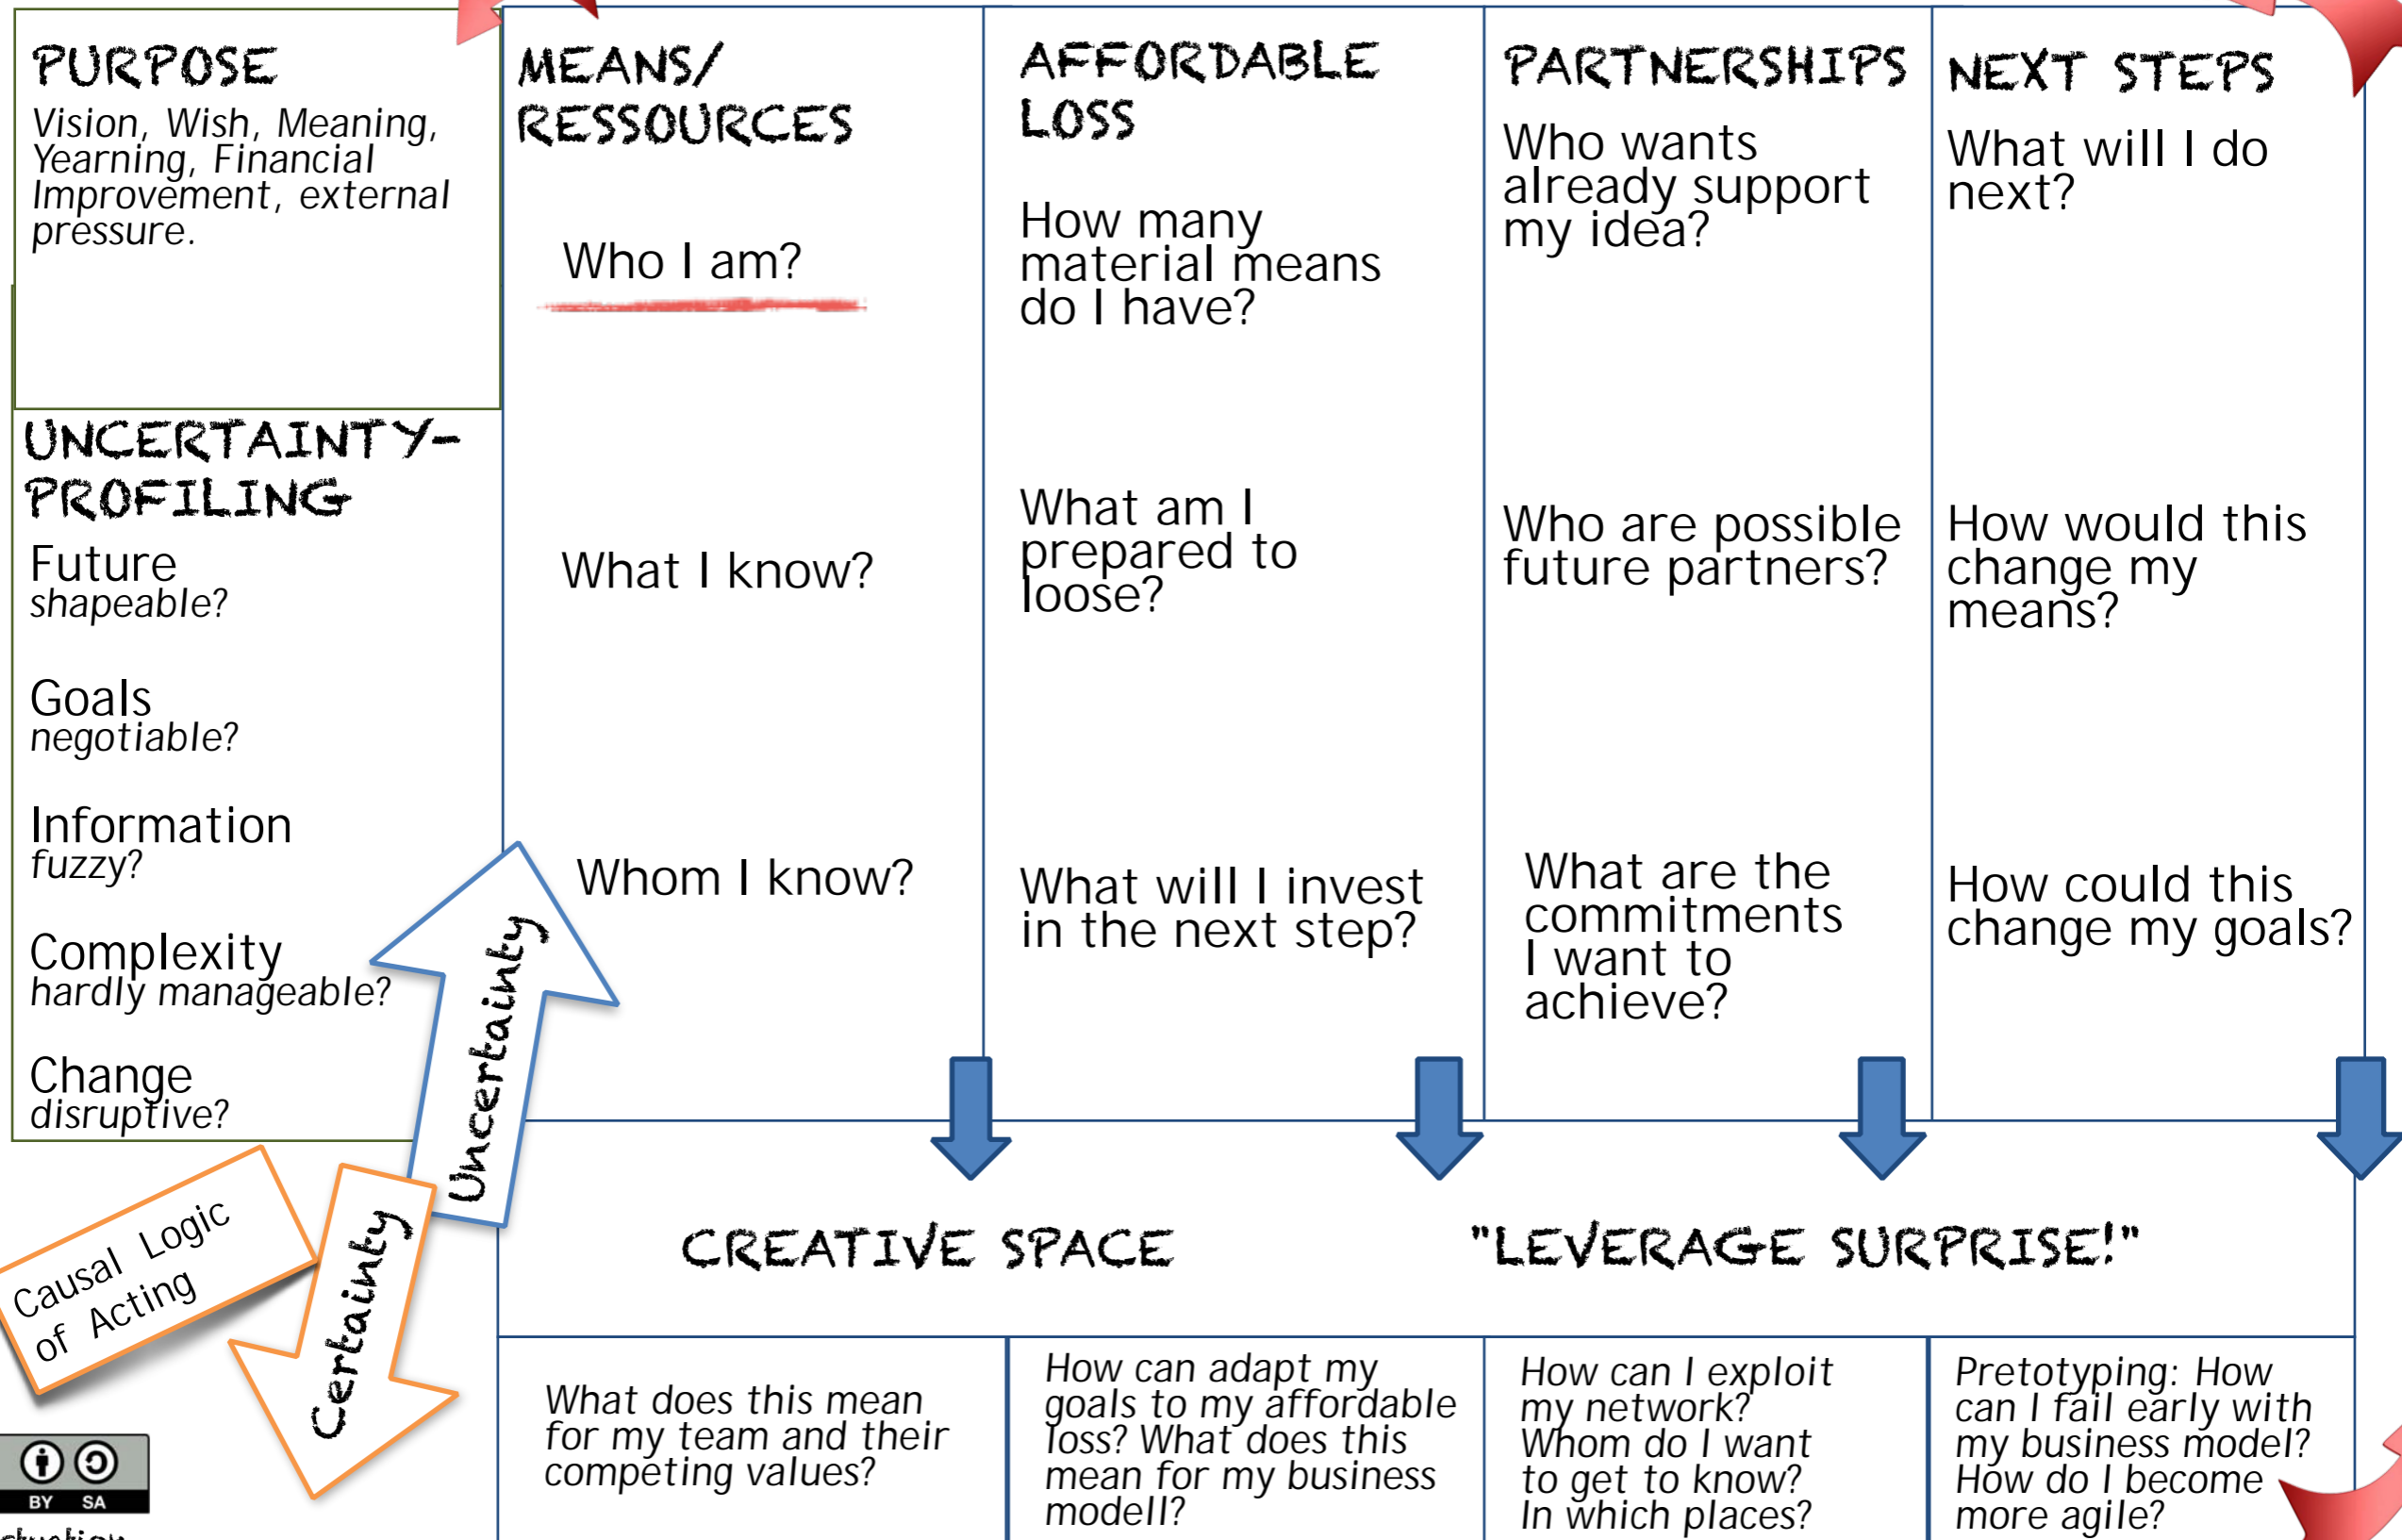 PURPOSE
Vision, Wish, Meaning,
Yearning, Financial
Improvement, external
pressure.
UNCERTAINTY-
PROFILING
Future
shapeable?
Goals
negotiable?
Information
fuzzy?
Complexity
hardly manageable?
Change
disruptive?
Uncertainty
Certainty
Causal Logic
of Acting
BY SA
MEANS/
RESSOURCES
Who I am?
What I know?
Whom I know?
AFFORDABLE
LOSS
How many
material means
do I have?
What am I
prepared to
loose?
What will I invest
in the next step?
PARTNERSHIPS
Who wants
already support
my idea?
Who are possible
future partners?
What are the
commitments
I want to
achieve?
NEXT STEPS
What will I do
next?
How would this
change my
means?
How could this
change my goals?
CREATIVE SPACE
"LEVERAGE SURPRISE!"
What does this mean
for my team and their
competing values?
How can adapt my
goals to my affordable
loss? What does this
mean for my business
modell?
How can I exploit
my network?
Whom do I want
to get to know?
In which places?
Pretotyping: How
can I fail early with
my business model?
How do I become
more agile?